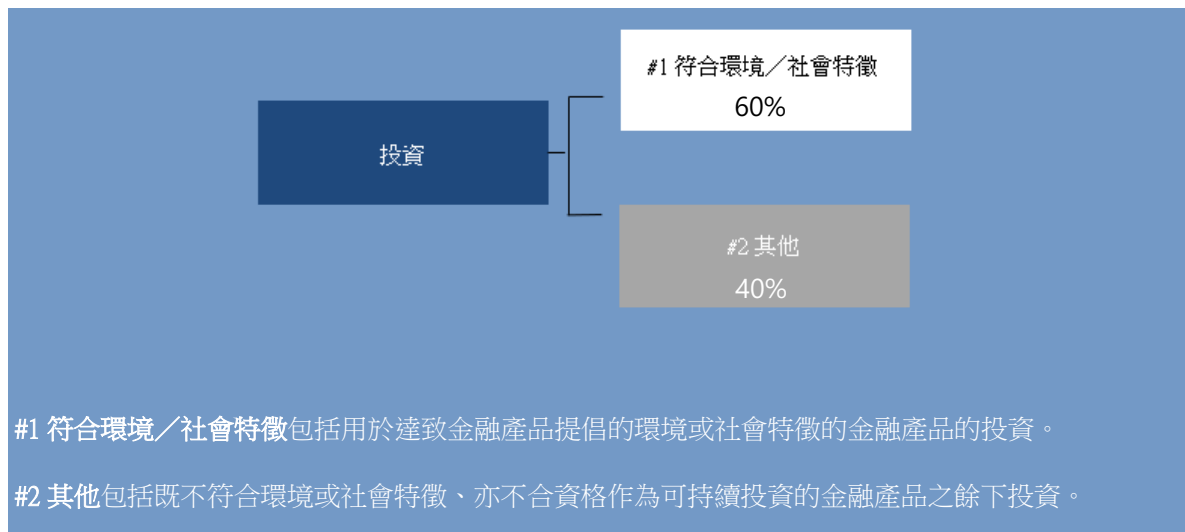 #1 符合環境／社會特徵
60%
投資
#2 其他
40%
#1 符合環境／社會特徵包括用於達致金融產品提倡的環境或社會特徵的金融產品的投資。
#2 其他包括既不符合環境或社會特徵、亦不合資格作為可持續投資的金融產品之餘下投資。